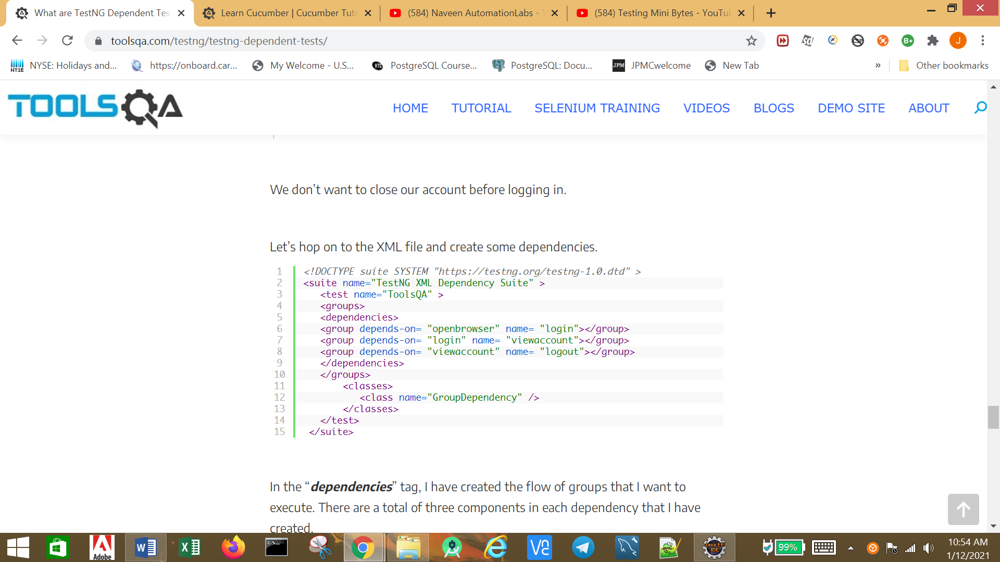 What are TestNG Dependent Tes
Learn Cucumber | Cucumber Tuto
(584) Naveen AutomationLabs -
(584) Testing Mini Bytes - YouTu
toolsqa.com/testng/testng-dependent-tests/
J
NYSE
NYSE: Holidays and...
https://onboard.car...
My Welcome - U.S...
PostgreSQL Course...
PostgreSQL: Docu...
JPM
JPMCwelcome
New Tab
»
Other bookmarks
TOOLSQA
HOME
TUTORIAL
SELENIUM TRAINING
VIDEOS
BLOGS
DEMO SITE
ABOUT
We don’t want to close our account before logging in.
Let’s hop on to the XML file and create some dependencies.
1 <!DOCTYPE suite SYSTEM "https://testng.org/testng-1.0.dtd" >
2 <suite name="TestNG XML Dependency Suite" >
3 <test name="ToolsQA" >
4 <groups>
5 <dependencies>
6 <group depends-on= "openbrowser" name= "login"></group>
7 <group depends-on= "login" name= "viewaccount"></group>
8 <group depends-on= "viewaccount" name= "logout"></group>
9 </dependencies>
10 </groups>
11 <classes>
12 <class name="GroupDependency" />
13 </classes>
14 </test>
15 </suite>
In the “dependencies” tag, I have created the flow of groups that I want to
execute. There are a total of three components in each dependency that I have
created.
Adobe
Java EE
IDE
99%
10:54 AM
1/12/2021